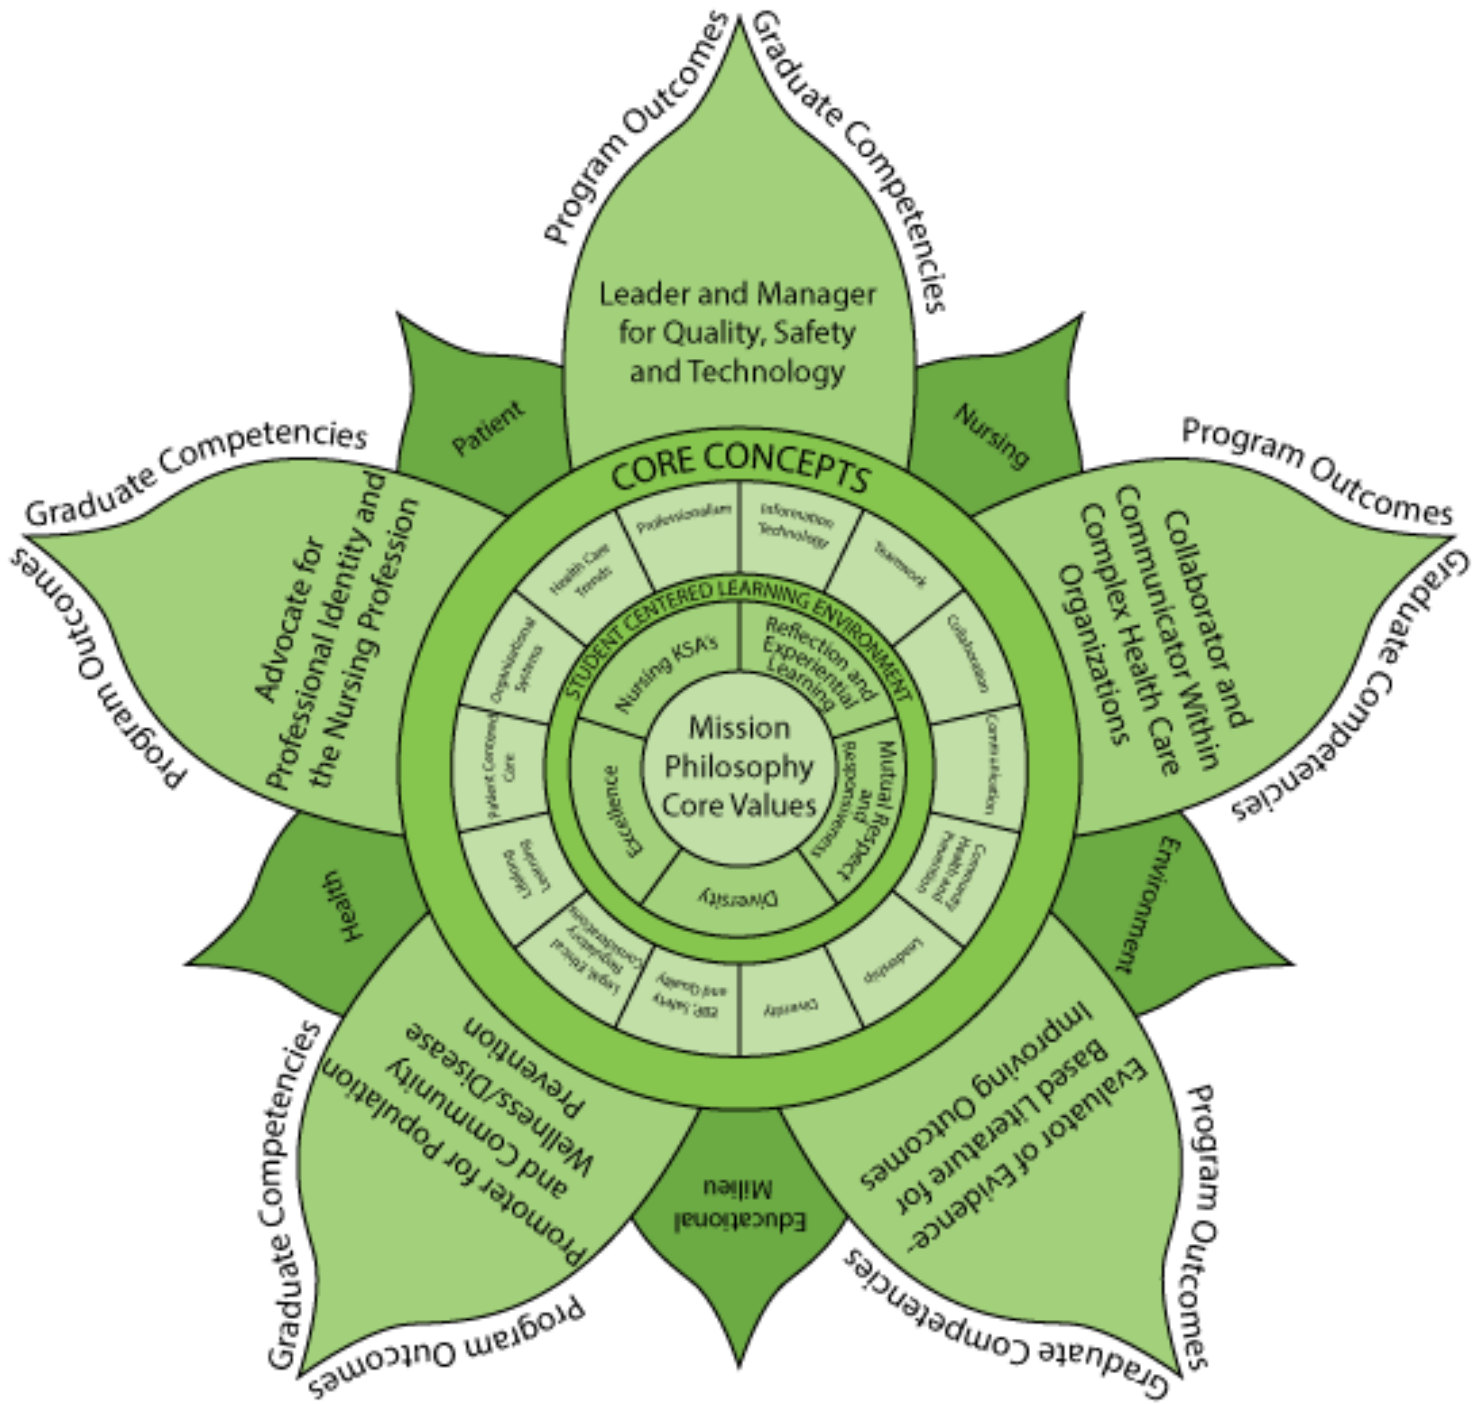 Program Outcomes
Graduate Competencies
Leader and Manager
for Quality, Safety
and Technology
Nursing
Program Outcomes
Graduate Competencies
Collaborator and
Communicator Within
Complex Health Care
Organizations
Environment
Program Outcomes
Graduate Competencies
Evaluator of Evidence-
Based Literature for
Improving Outcomes
Educational
Milieu
Program Outcomes
Graduate Competencies
Promoter for Population
and Community
Wellness/Disease
Prevention
Health
Program Outcomes
Graduate Competencies
Advocate for
Professional Identity and
the Nursing Profession
Patient
CORE CONCEPTS
Information
Technology
Teamwork
Collaboration
Communication
Community
Health and
Prevention
Leadership
Diversity
EBP, Safety
and Quality
Legal, Ethical
Regulatory
Considerations
Lifelong
Learning
Patient Centered
Care
Organizational
Systems
Health Care
Trends
Professionalism
STUDENT CENTERED LEARNING ENVIRONMENT
Nursing KSA's
Reflection and
Experiential
Learning
Mutual Respect
and
Responsiveness
Diversity
Excellence
Mission
Philosophy
Core Values